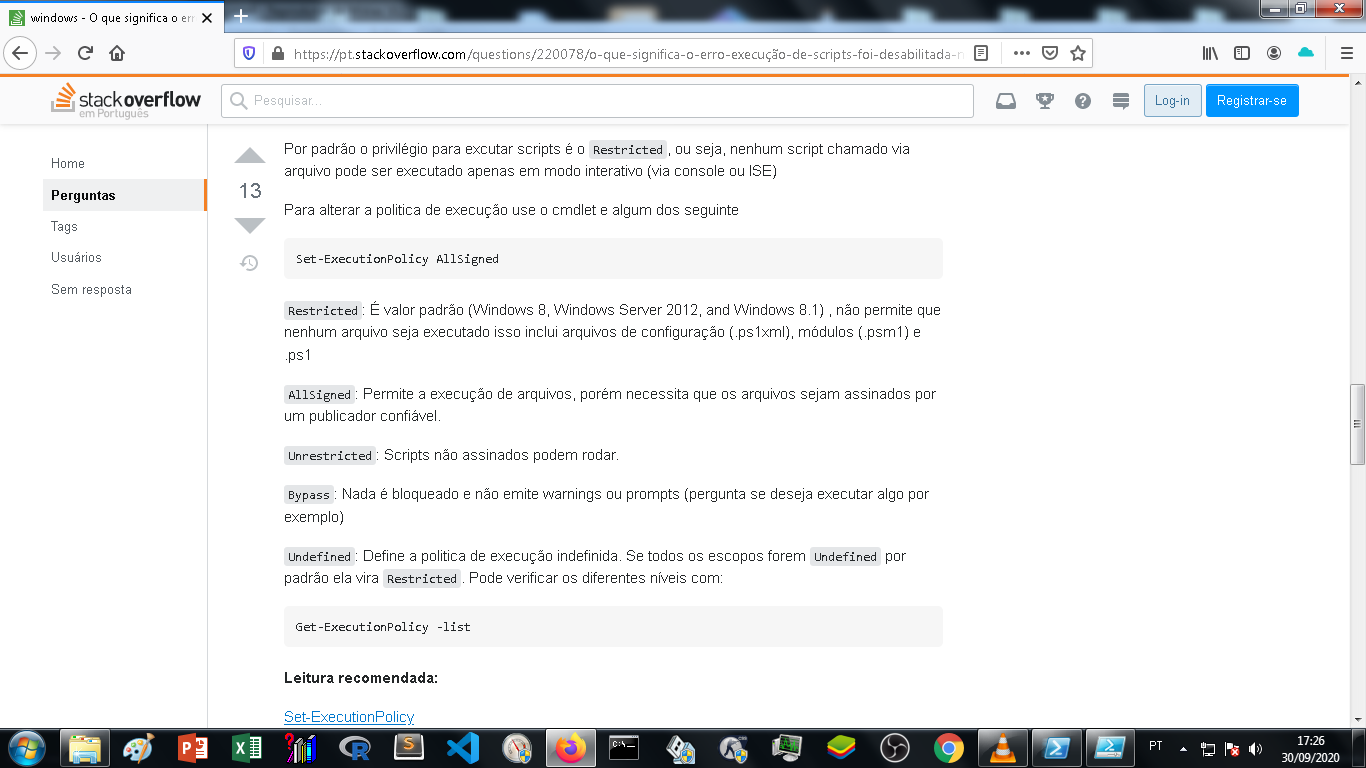 windows - O que significa o err
https://pt.stackoverflow.com/questions/220078/o-que-significa-o-erro-execução-de-scripts-foi-desabilitada-n
stackoverflow
em Português
Pesquisar...
Log-in
Registrar-se
Home
Perguntas
Tags
Usuários
Sem resposta
13
Por padrão o privilégio para excutar scripts é o Restricted, ou seja, nenhum script chamado via
arquivo pode ser executado apenas em modo interativo (via console ou ISE)
Para alterar a politica de execução use o cmdlet e algum dos seguinte
Set-ExecutionPolicy AllSigned
Restricted: É valor padrão (Windows 8, Windows Server 2012, and Windows 8.1) , não permite que
nenhum arquivo seja executado isso inclui arquivos de configuração (.ps1xml), módulos (.psm1) e
.ps1
AllSigned: Permite a execução de arquivos, porém necessita que os arquivos sejam assinados por
um publicador confiável.
Unrestricted: Scripts não assinados podem rodar.
Bypass: Nada é bloqueado e não emite warnings ou prompts (pergunta se deseja executar algo por
exemplo)
Undefined: Define a politica de execução indefinida. Se todos os escopos forem Undefined por
padrão ela vira Restricted. Pode verificar os diferentes níveis com:
Get-ExecutionPolicy -list
Leitura recomendada:
Set-ExecutionPolicy
PT
17:26
30/09/2020